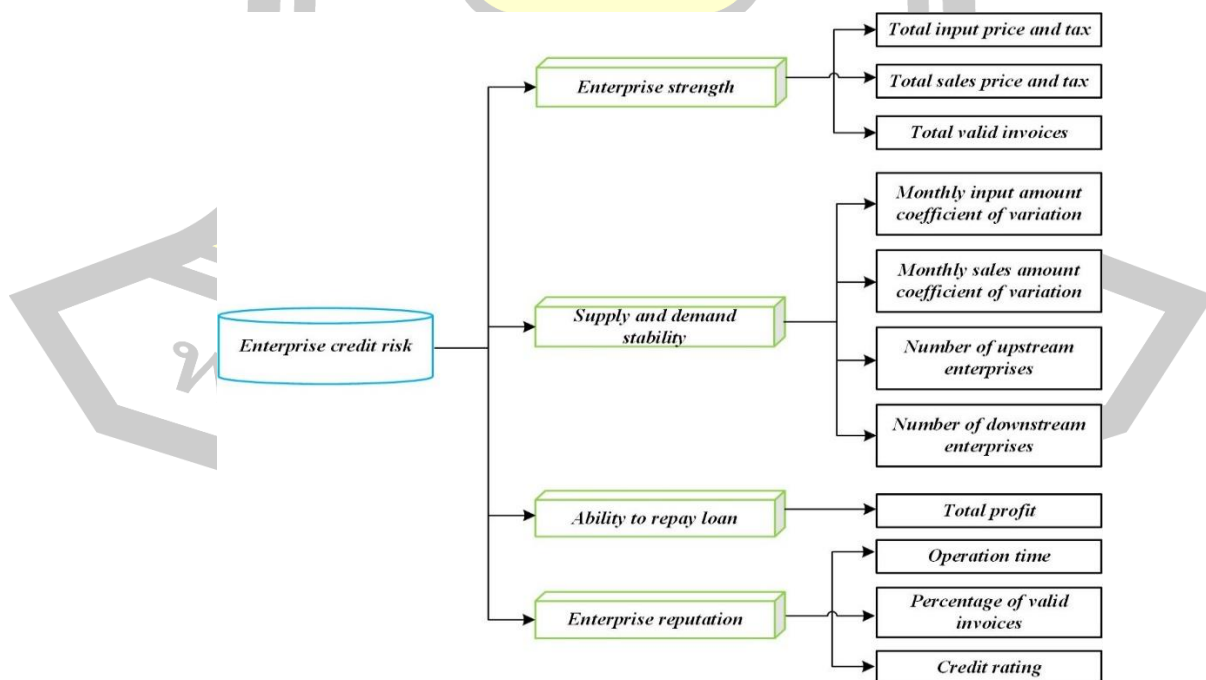 Enterprise credit risk
Enterprise strength
Total input price and tax
Total sales price and tax
Total valid invoices
Supply and demand
stability
Monthly input amount
coefficient of variation
Monthly sales amount
coefficient of variation
Number of upstream
enterprises
Number of downstream
enterprises
Ability to repay loan
Total profit
Enterprise reputation
Operation time
Percentage of valid
invoices
Credit rating